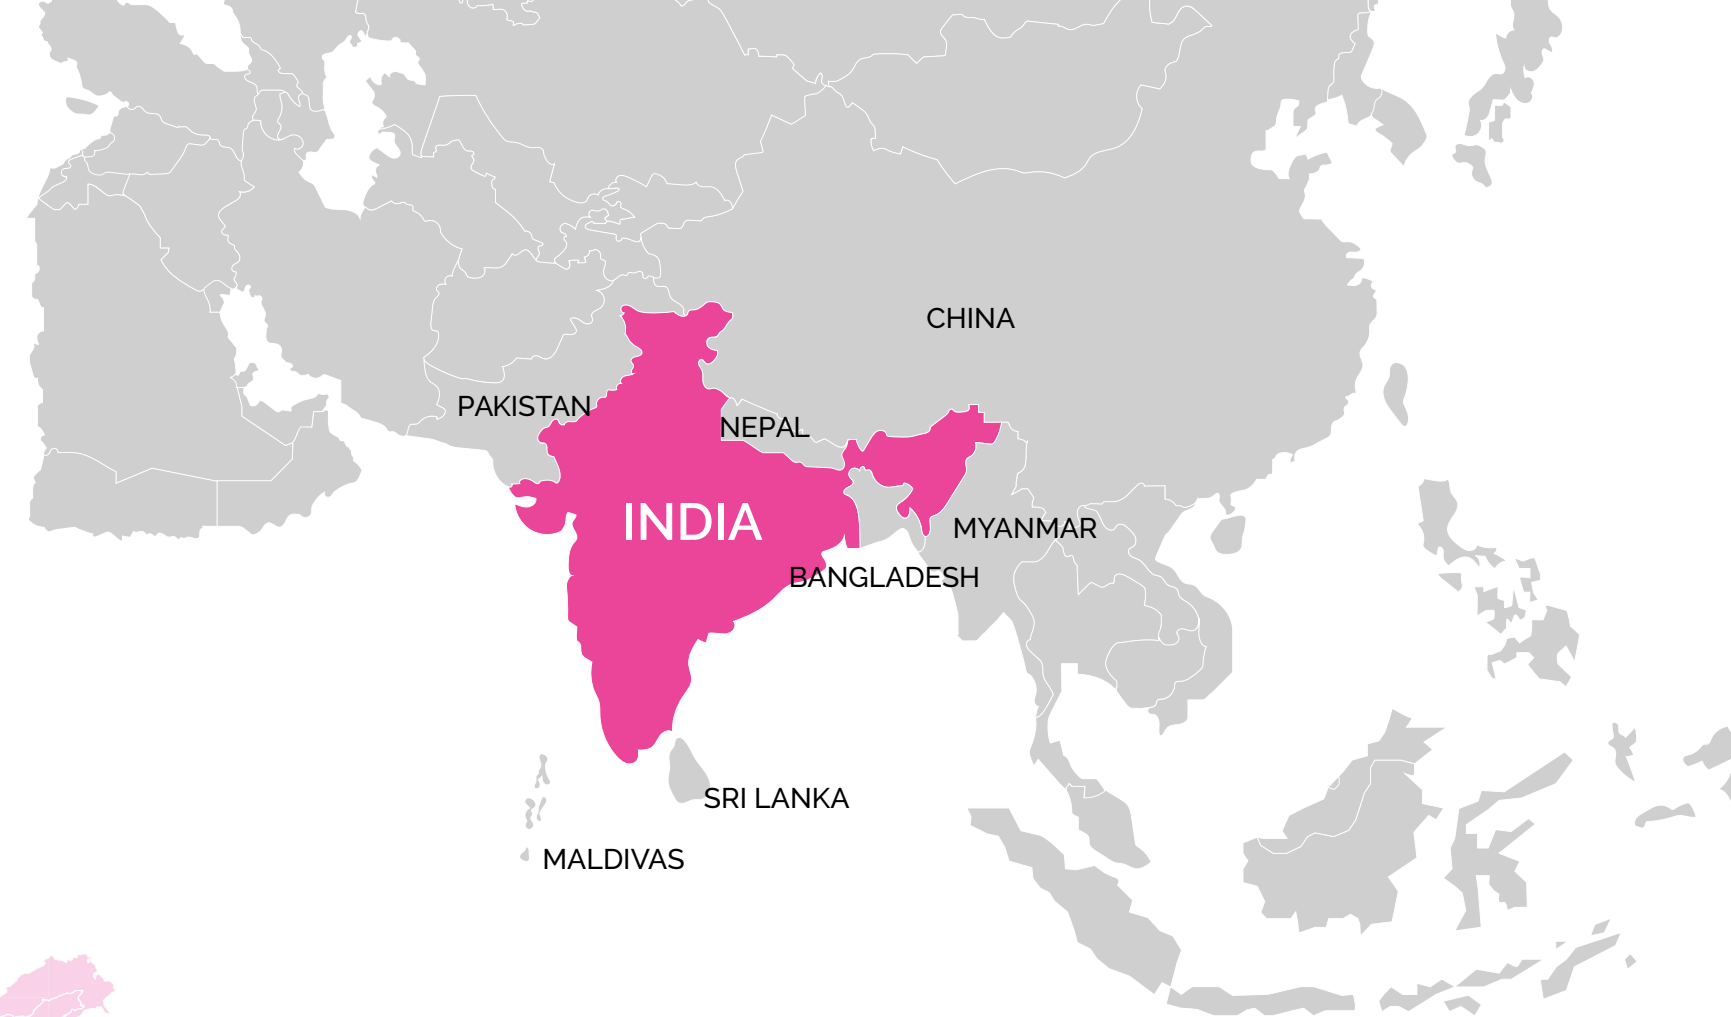 CHINA
PAKISTAN
NEPAL
INDIA
MYANMAR
BANGLADESH
SRI LANKA
MALDIVAS